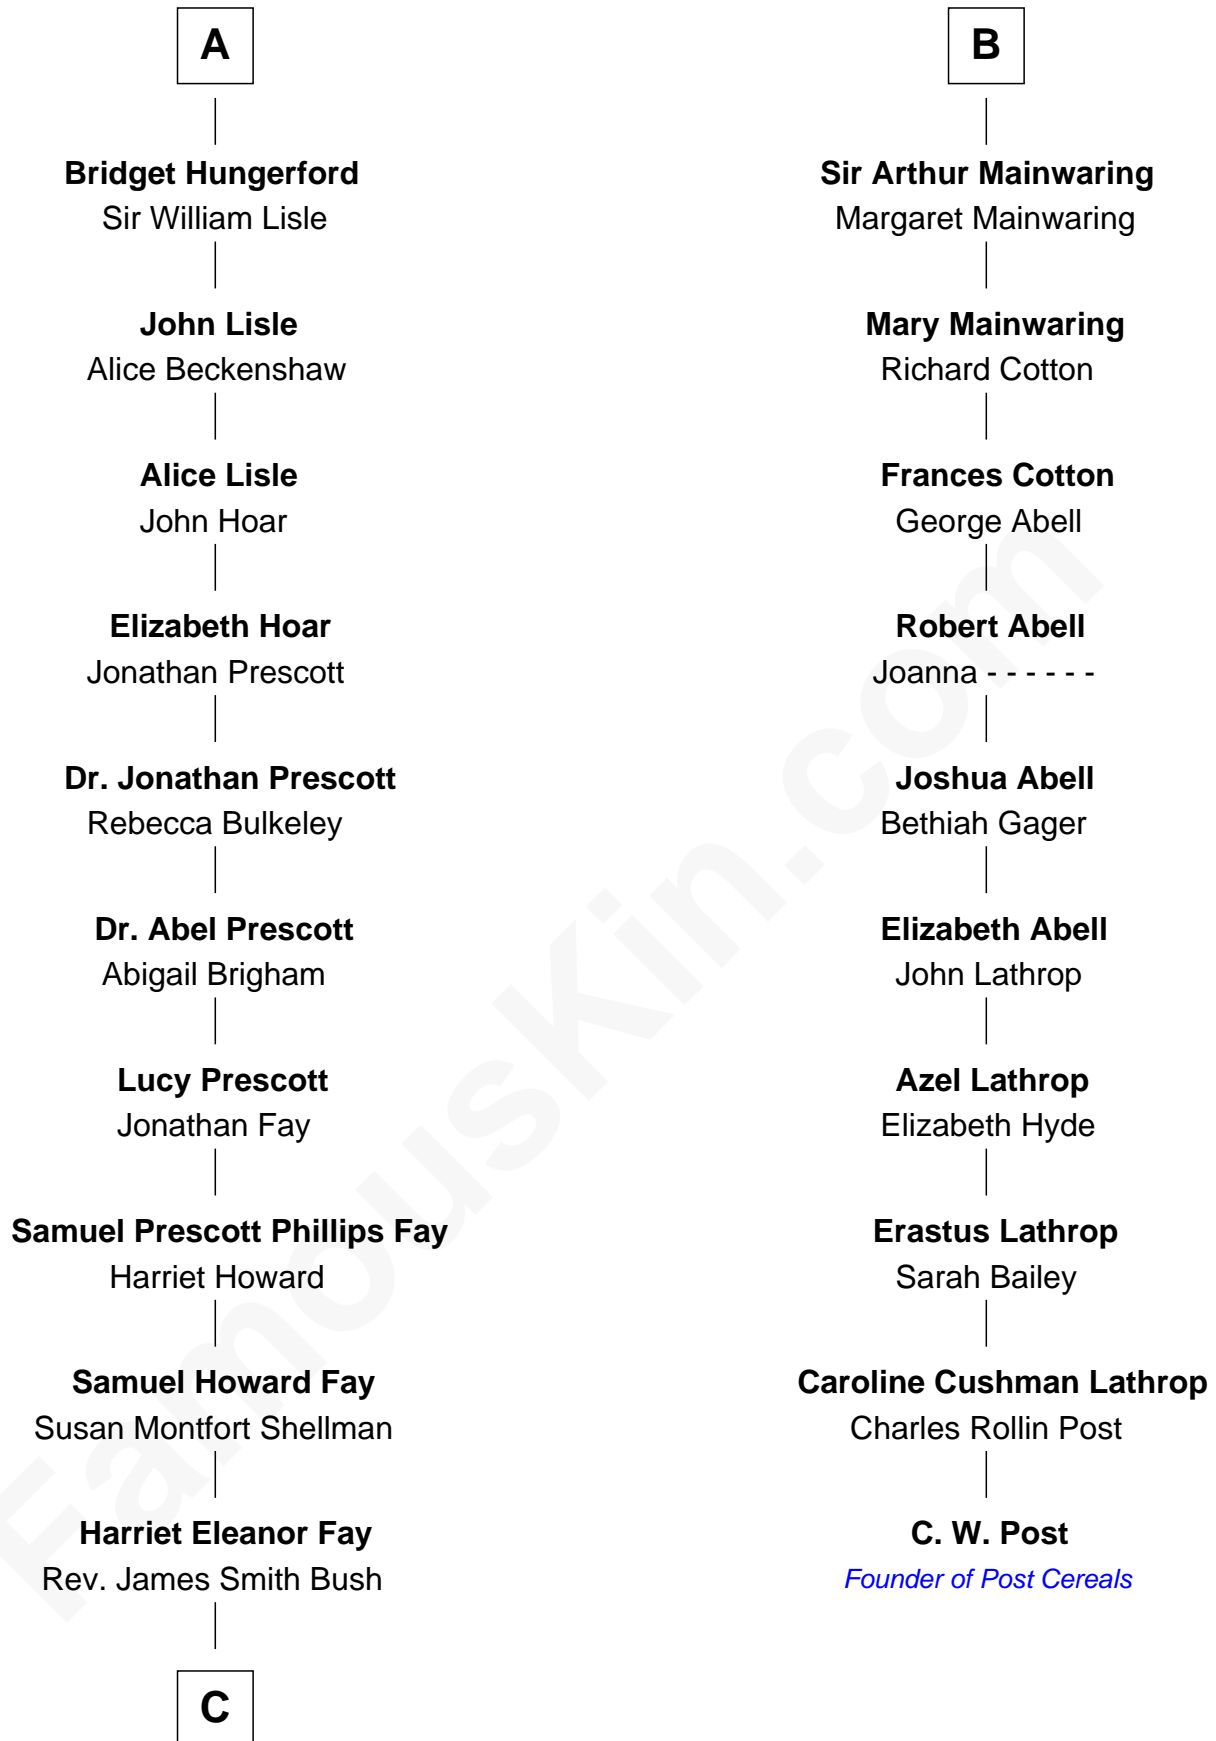 A
Bridget Hungerford
Sir William Lisle
John Lisle
Alice Beckenshaw
Alice Lisle
John Hoar
Elizabeth Hoar
Jonathan Prescott
Dr. Jonathan Prescott
Rebecca Bulkeley
Dr. Abel Prescott
Abigail Brigham
Lucy Prescott
Jonathan Fay
Samuel Prescott Phillips Fay
Harriet Howard
Samuel Howard Fay
Susan Montfort Shellman
Harriet Eleanor Fay
Rev. James Smith Bush
C
B
Sir Arthur Mainwaring
Margaret Mainwaring
Mary Mainwaring
Richard Cotton
Frances Cotton
George Abell
Robert Abell
Joanna - - - - - -
Joshua Abell
Bethiah Gager
Elizabeth Abell
John Lathrop
Azel Lathrop
Elizabeth Hyde
Erastus Lathrop
Sarah Bailey
Caroline Cushman Lathrop
Charles Rollin Post
C. W. Post
Founder of Post Cereals
FamousKin.com